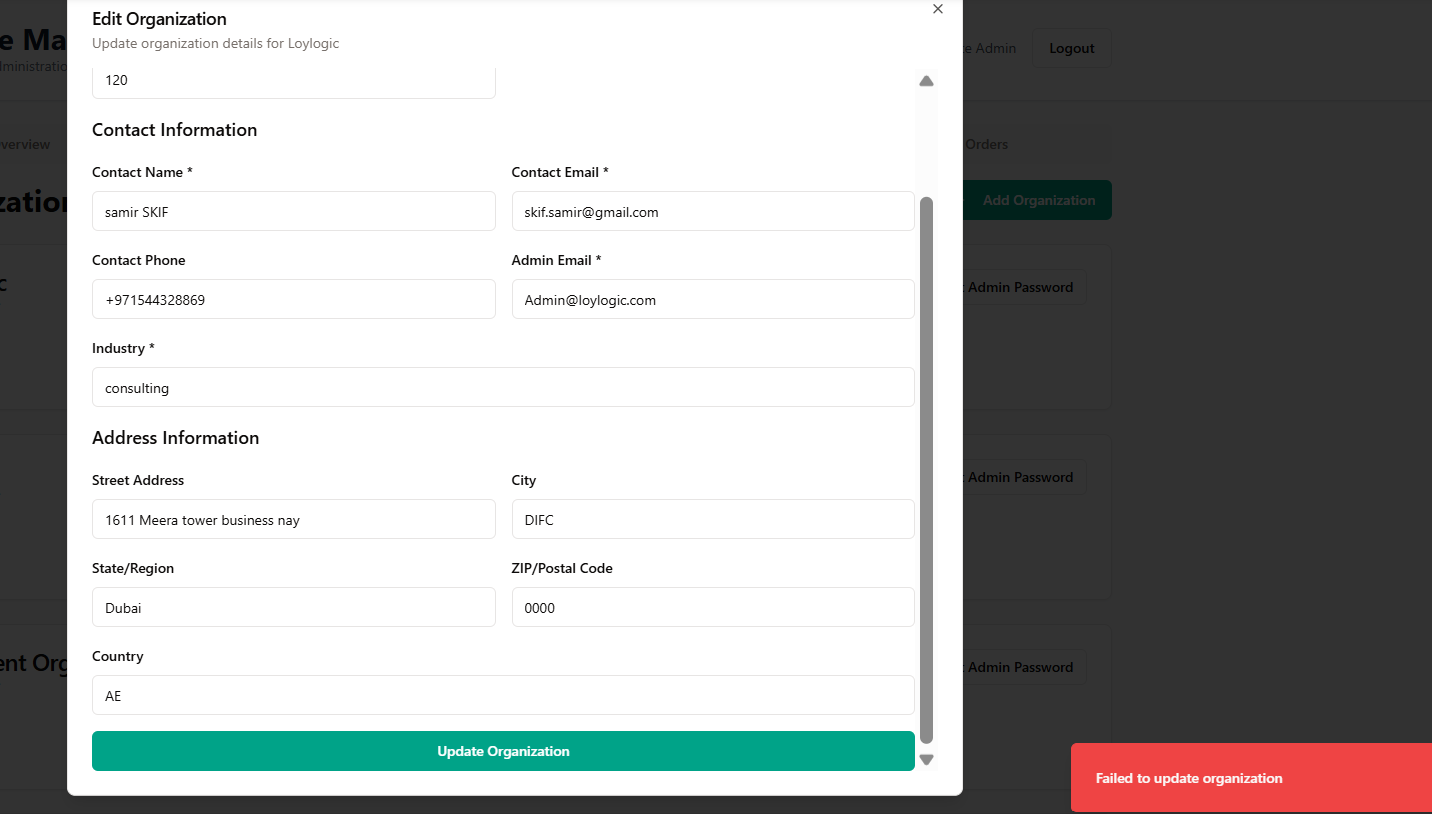 Edit Organization
Update organization details for Loylogic
e Ma
dministratio
te Admin
Logout
120
Contact Information
verview
Orders
Contact Name *
Contact Email *
zation
Add Organization
samir SKIF
skif.samir@gmail.com
Contact Phone
Admin Email *
c
t Admin Password
+971544328869
Admin@loylogic.com
Industry *
consulting
Address Information
Street Address
City
t Admin Password
1611 Meera tower business nay
DIFC
State/Region
ZIP/Postal Code
Dubai
0000
Country
ent Org
t Admin Password
AE
Update Organization
Failed to update organization